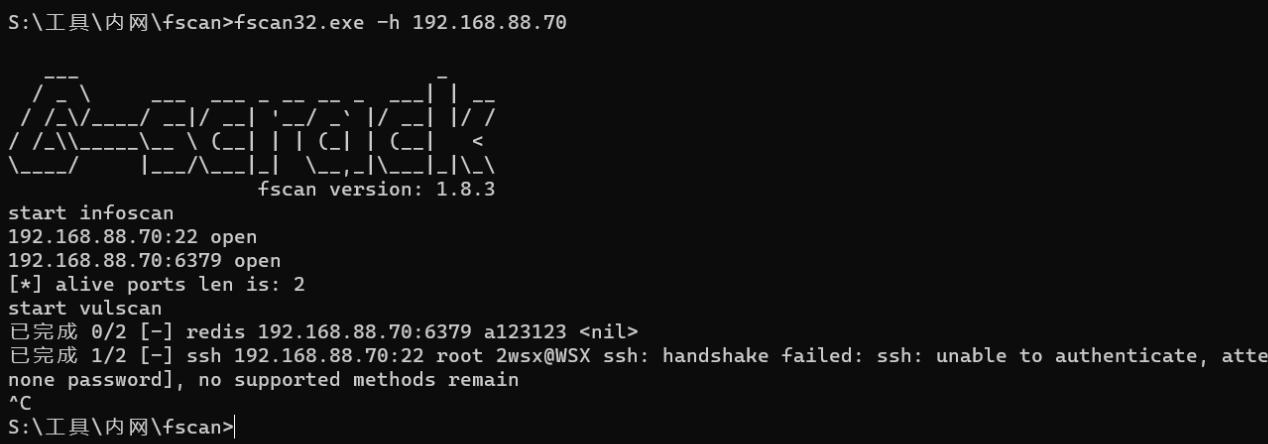 S:\工具\内网\fscan>fscan32.exe -h 192.168.88.70
   ___                              _
  / _ \     ___  ___ _ __ __ _  ___| | __
 / /_\/____/ __|/ __| '__/ _` |/ __| |/ /
/ /_\\_____\__ \ (__| | | (_| | (__|   <
\____/     |___/\___|_|  \__,_|\___|_|\_\
                     fscan version: 1.8.3
start infoscan
192.168.88.70:22 open
192.168.88.70:6379 open
[*] alive ports len is: 2
start vulscan
已完成 0/2 [-] redis 192.168.88.70:6379 a123123 <nil>
已完成 1/2 [-] ssh 192.168.88.70:22 root 2wsx@WSX ssh: handshake failed: ssh: unable to authenticate, atte
none password], no supported methods remain
^C
S:\工具\内网\fscan>